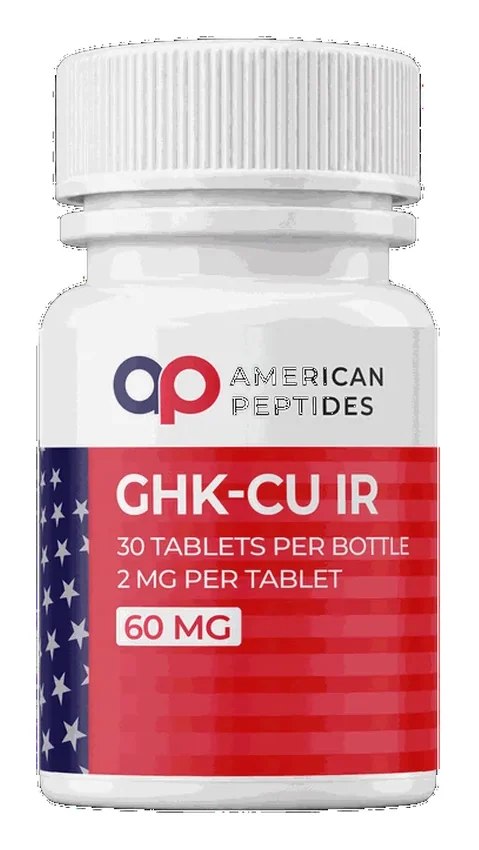 ap AMERICAN
PEPTIDES
GHK-CU IR
30 TABLETS PER BOTTLE
2 MG PER TABLET
60 MG